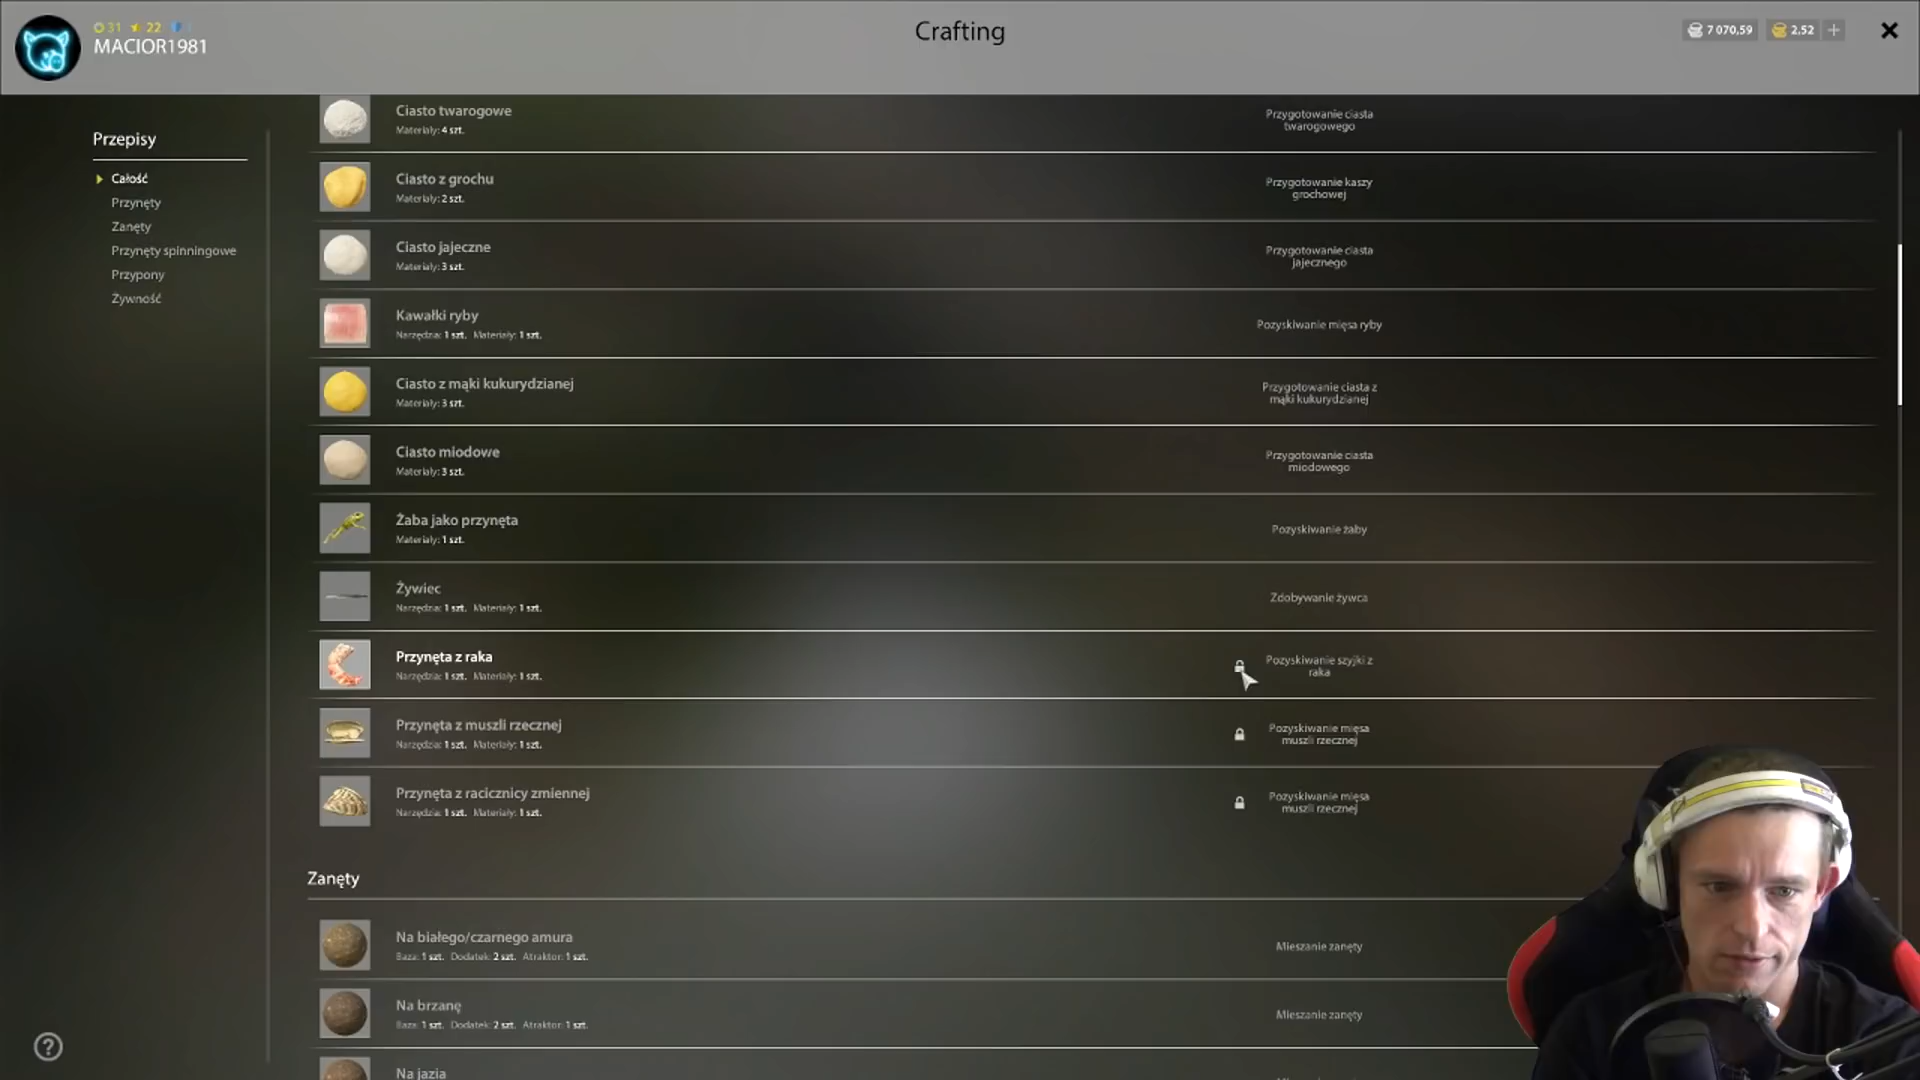 31 22
MACIOR1981
Crafting
7 070,59 2,52 +
Przepisy
Całość
Przynęty
Zanęty
Przynęty spinningowe
Przypony
Żywność
Ciasto twarogowe
Materiały: 4 szt.
Przygotowanie ciasta
twarogowego
Ciasto z grochu
Materiały: 2 szt.
Przygotowanie kaszy
grochowej
Ciasto jajeczne
Materiały: 3 szt.
Przygotowanie ciasta
jajecznego
Kawałki ryby
Narzędzia: 1 szt. Materiały: 1 szt.
Pozyskiwanie mięsa ryby
Ciasto z mąki kukurydzianej
Materiały: 3 szt.
Przygotowanie ciasta z
mąki kukurydzianej
Ciasto miodowe
Materiały: 3 szt.
Przygotowanie ciasta
miodowego
Żaba jako przynęta
Materiały: 1 szt.
Pozyskiwanie żaby
Żywiec
Narzędzia: 1 szt. Materiały: 1 szt.
Zdobywanie żywca
Przynęta z raka
Narzędzia: 1 szt. Materiały: 1 szt.
Pozyskiwanie szyjki z
raka
Przynęta z muszli rzecznej
Narzędzia: 1 szt. Materiały: 1 szt.
Pozyskiwanie mięsa
muszli rzecznej
Przynęta z racicznicy zmiennej
Narzędzia: 1 szt. Materiały: 1 szt.
Pozyskiwanie mięsa
muszli rzecznej
Zanęty
Na białego/czarnego amura
Baza: 1 szt. Dodatek: 2 szt. Atraktor: 1 szt.
Mieszanie zanęty
Na brzanę
Baza: 1 szt. Dodatek: 2 szt. Atraktor: 1 szt.
Mieszanie zanęty
Na jazia
?